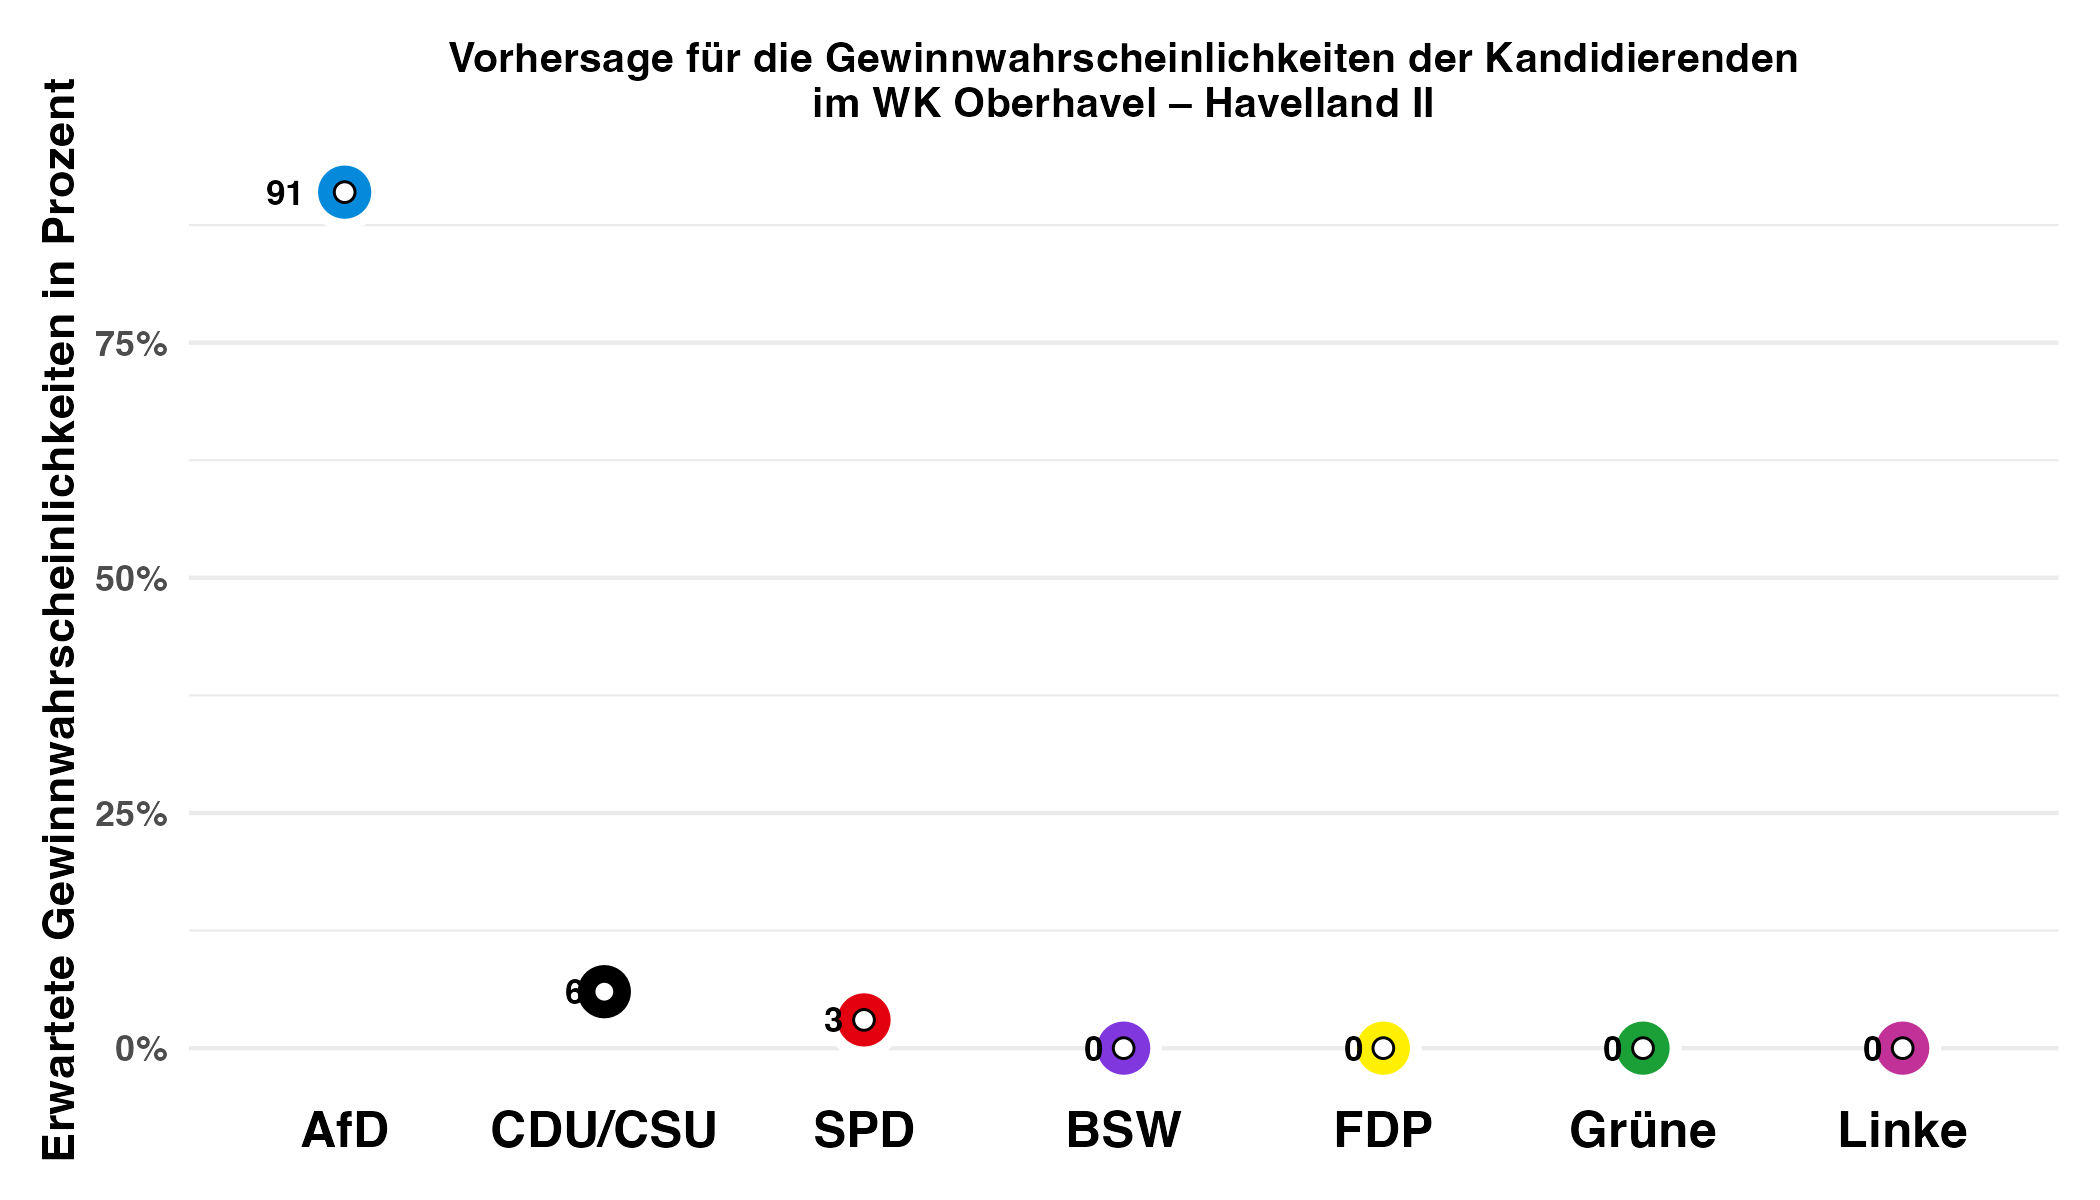 Vorhersage für die Gewinnwahrscheinlichkeiten der Kandidierenden
im WK Oberhavel – Havelland II
Erwartete Gewinnwahrscheinlichkeiten in Prozent
91
75%
50%
25%
6
3
0%
0
0
0
0
AfD
CDU/CSU
SPD
BSW
FDP
Grüne
Linke